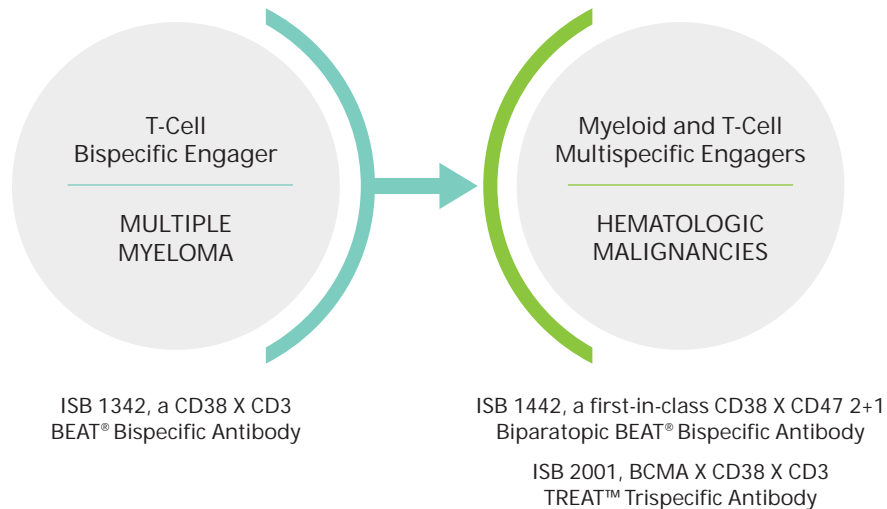 T-Cell
Bispecific Engager
MULTIPLE
MYELOMA
ISB 1342, a CD38 X CD3
BEAT® Bispecific Antibody
Myeloid and T-Cell
Multispecific Engagers
HEMATOLOGIC
MALIGNANCIES
ISB 1442, a first-in-class CD38 X CD47 2+1
Biparatopic BEAT® Bispecific Antibody
ISB 2001, BCMA X CD38 X CD3
TREAT™ Trispecific Antibody